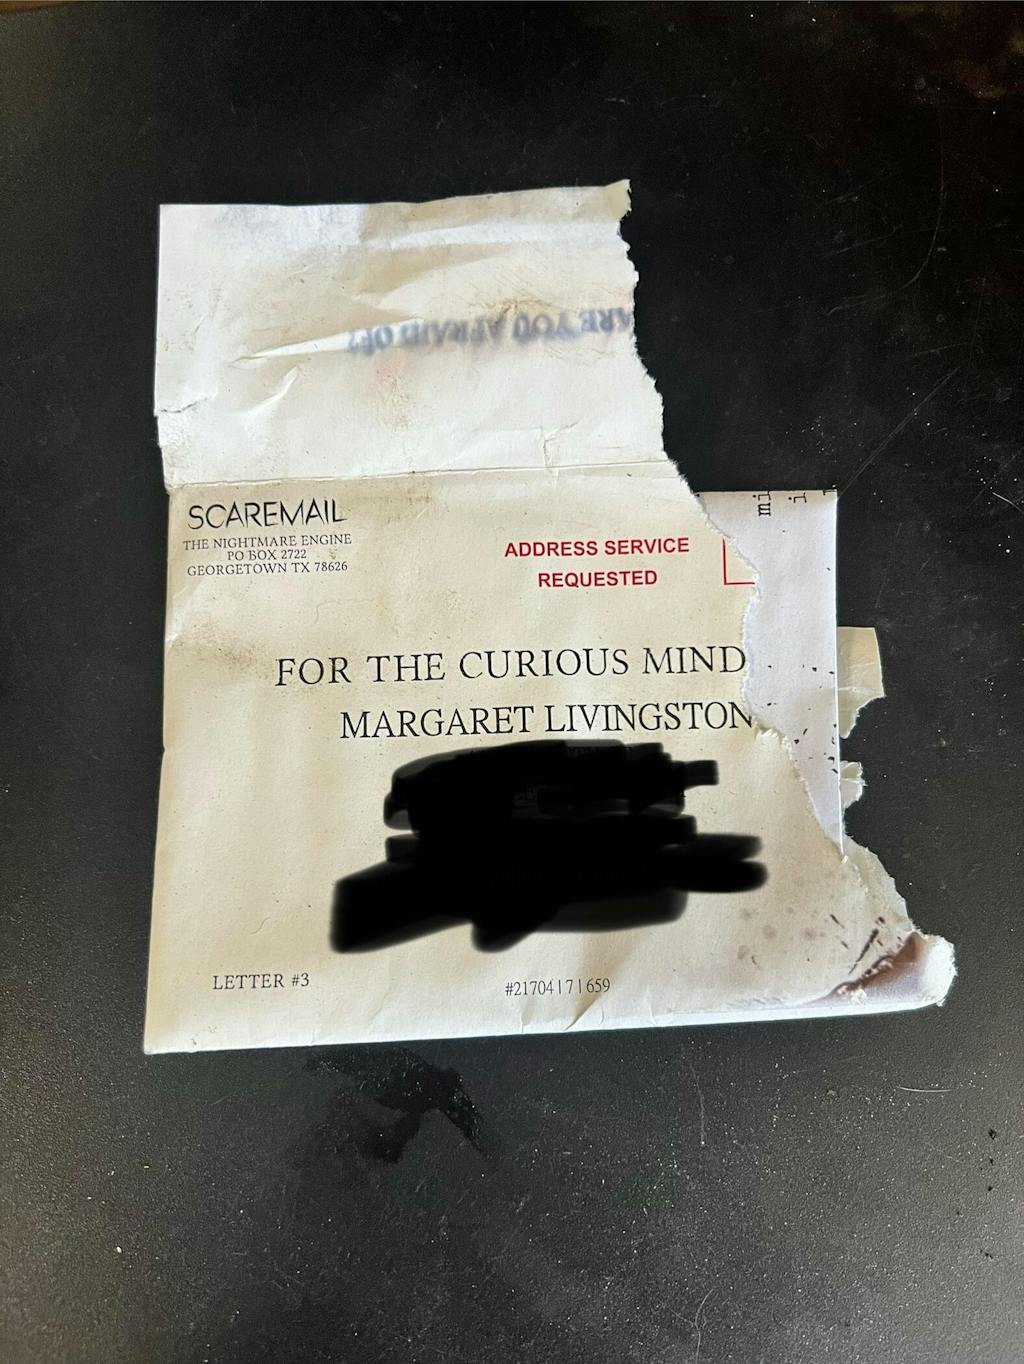 ARE YOU AFRAID OF?
SCAREMAIL
THE NIGHTMARE ENGINE
PO BOX 2722
GEORGETOWN TX 78626
ADDRESS SERVICE
REQUESTED
mi
i
FOR THE CURIOUS MIND
MARGARET LIVINGSTON
LETTER #3
#21704171659